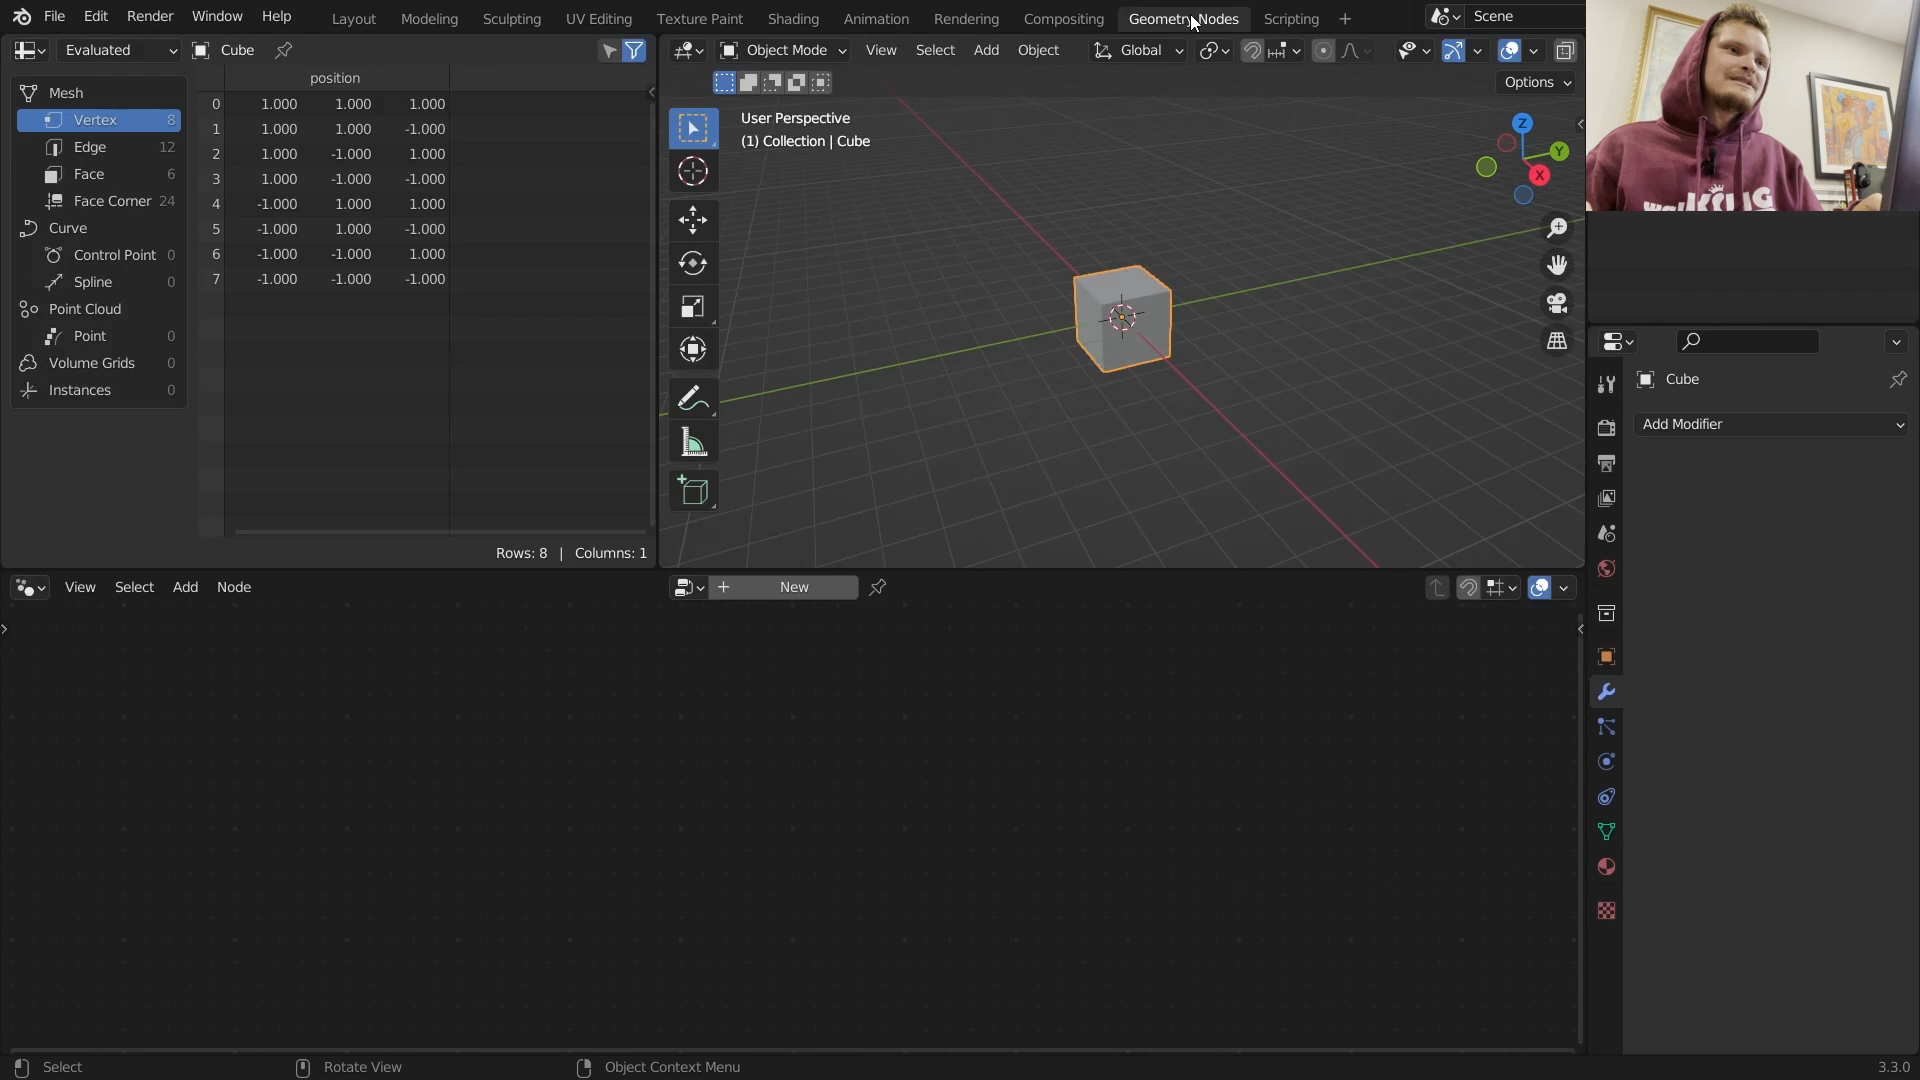 File Edit Render Window Help
Layout Modeling Sculpting UV Editing Texture Paint Shading Animation Rendering Compositing Geometry Nodes Scripting
Scene
Evaluated
Cube
Object Mode View Select Add Object
Global
Options
position
Mesh
Vertex 8
Edge 12
Face 6
Face Corner 24
Curve
Control Point 0
Spline 0
Point Cloud
Point 0
Volume Grids 0
Instances 0
0 1.000 1.000 1.000
1 1.000 1.000 -1.000
2 1.000 -1.000 1.000
3 1.000 -1.000 -1.000
4 -1.000 1.000 1.000
5 -1.000 1.000 -1.000
6 -1.000 -1.000 1.000
7 -1.000 -1.000 -1.000
Rows: 8 | Columns: 1
User Perspective
(1) Collection | Cube
Z
Y
X
Cube
Add Modifier
View Select Add Node
New
Select
Rotate View
Object Context Menu
3.3.0